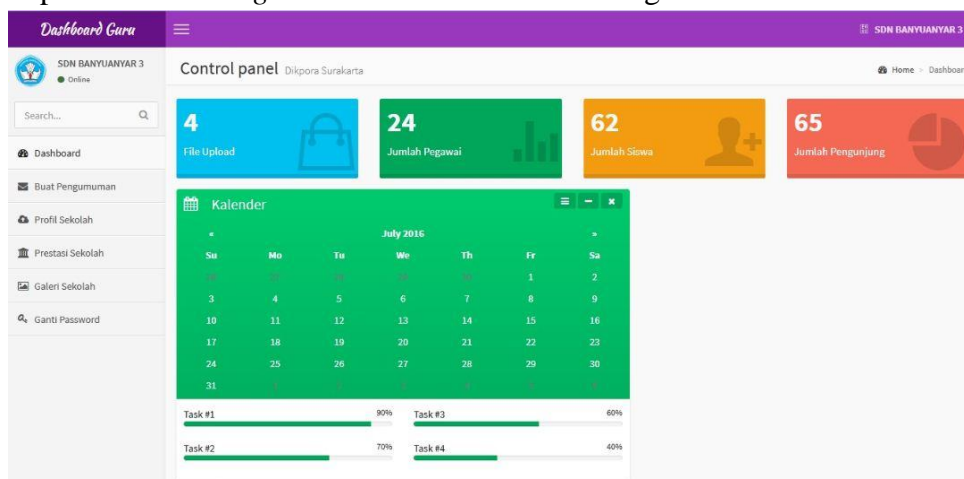 Dashboard Guru
SDN BANYUANYAR 3
SDN BANYUANYAR 3
Online
Search...
Dashboard
Buat Pengumuman
Profil Sekolah
Prestasi Sekolah
Galeri Sekolah
Ganti Password
Control panel Dikpora Surakarta
Home > Dashboar
4
File Upload
24
Jumlah Pegawai
62
Jumlah Siswa
65
Jumlah Pengunjung
Kalender
« July 2016 »
Su Mo Tu We Th Fr Sa
1 2
3 4 5 6 7 8 9
10 11 12 13 14 15 16
17 18 19 20 21 22 23
24 25 26 27 28 29 30
31
Task #1 90% Task #3 60%
Task #2 70% Task #4 40%